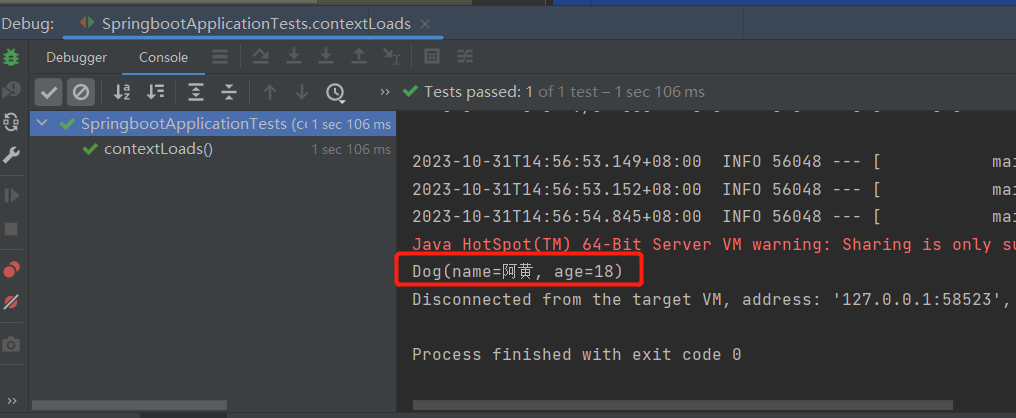 Debug: SpringbootApplicationTests.contextLoads
Debugger Console
Tests passed: 1 of 1 test – 1 sec 106 ms
SpringbootApplicationTests (co 1 sec 106 ms
contextLoads() 1 sec 106 ms
2023-10-31T14:56:53.149+08:00 INFO 56048 --- [ mai
2023-10-31T14:56:53.152+08:00 INFO 56048 --- [ mai
2023-10-31T14:56:54.845+08:00 INFO 56048 --- [ mai
Java HotSpot(TM) 64-Bit Server VM warning: Sharing is only su
Dog(name=阿黄, age=18)
Disconnected from the target VM, address: '127.0.0.1:58523',
Process finished with exit code 0